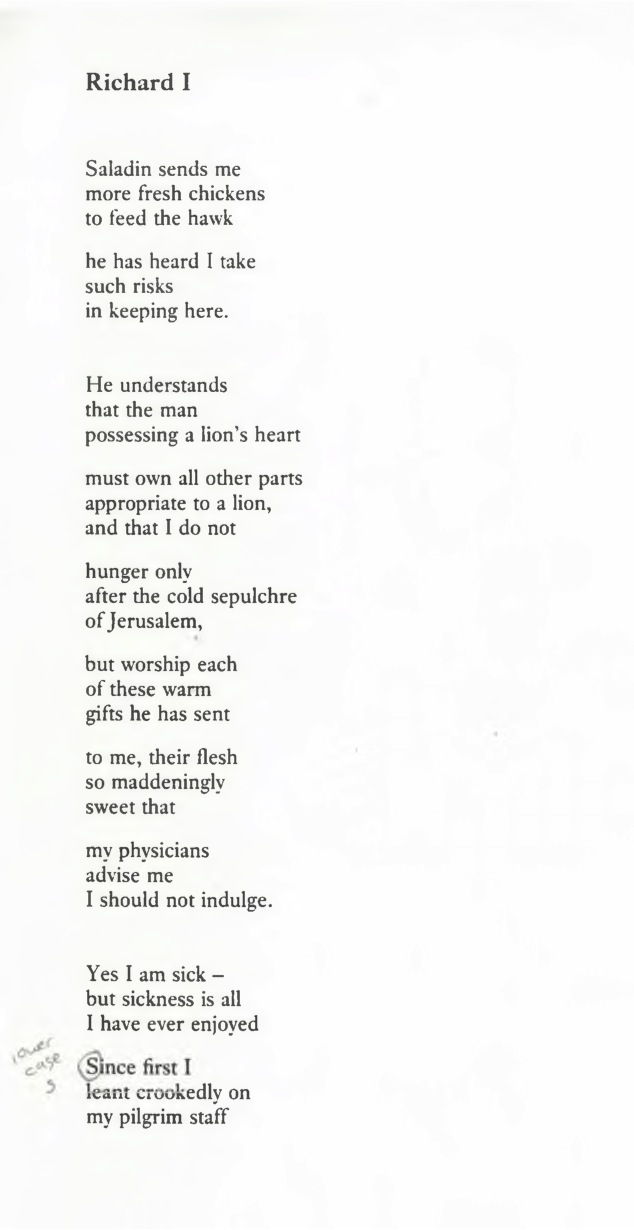 Richard I
Saladin sends me
more fresh chickens
to feed the hawk
he has heard I take
such risks
in keeping here.
He understands
that the man
possessing a lion's heart
must own all other parts
appropriate to a lion,
and that I do not
hunger only
after the cold sepulchre
of Jerusalem,
but worship each
of these warm
gifts he has sent
to me, their flesh
so maddeningly
sweet that
my physicians
advise me
I should not indulge.
Yes I am sick –
but sickness is all
I have ever enjoyed
lower
case
s
Since first I
leant crookedly on
my pilgrim staff